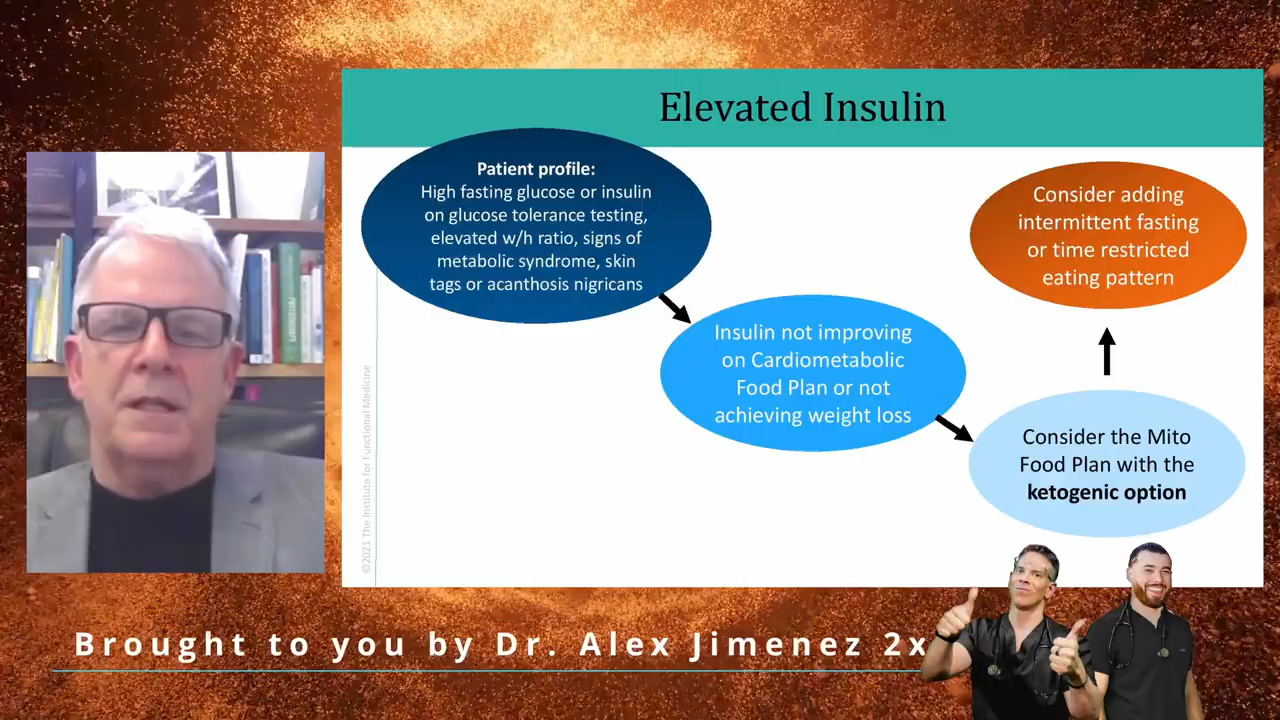 Elevated Insulin
Patient profile:
High fasting glucose or insulin
on glucose tolerance testing,
elevated w/h ratio, signs of
metabolic syndrome, skin
tags or acanthosis nigricans
Insulin not improving
on Cardiometabolic
Food Plan or not
achieving weight loss
Consider the Mito
Food Plan with the
ketogenic option
Consider adding
intermittent fasting
or time restricted
eating pattern
©2021 The Institute for Functional Medicine
Brought to you by Dr. Alex Jimenez 2x